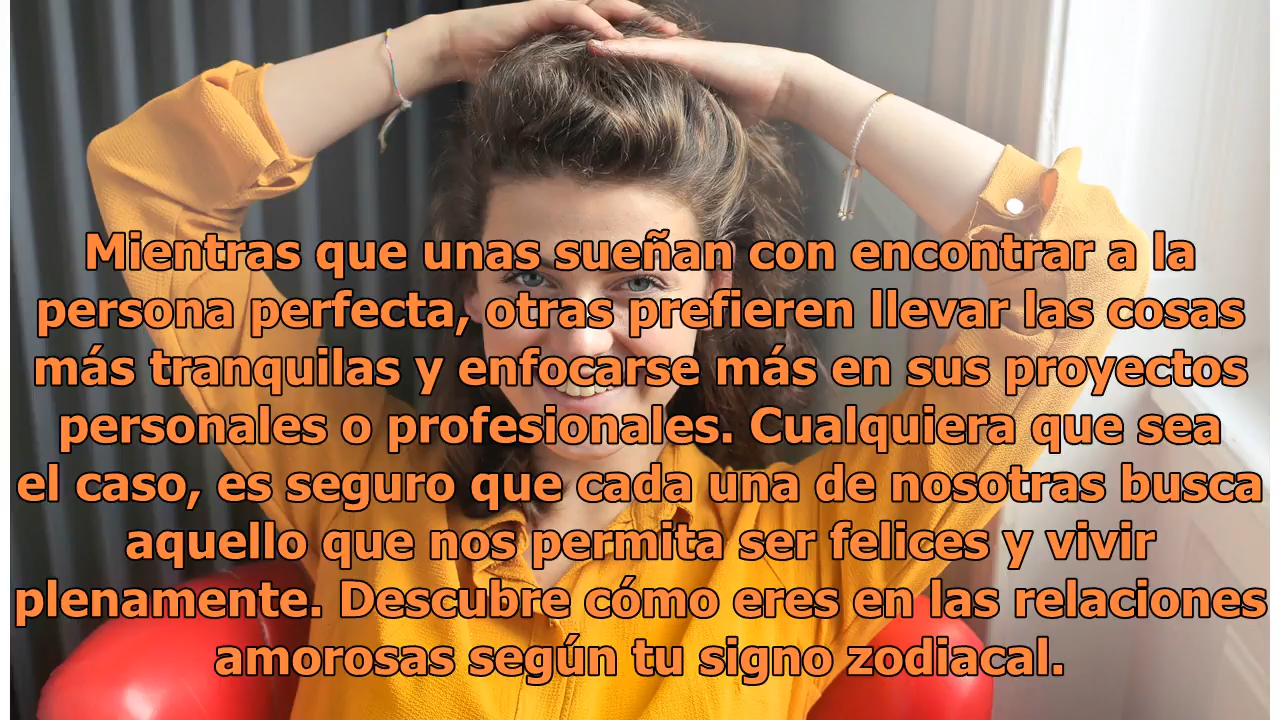 Mientras que unas sueñan con encontrar a la
persona perfecta, otras prefieren llevar las cosas
más tranquilas y enfocarse más en sus proyectos
personales o profesionales. Cualquiera que sea
el caso, es seguro que cada una de nosotras busca
aquello que nos permita ser felices y vivir
plenamente. Descubre cómo eres en las relaciones
amorosas según tu signo zodiacal.